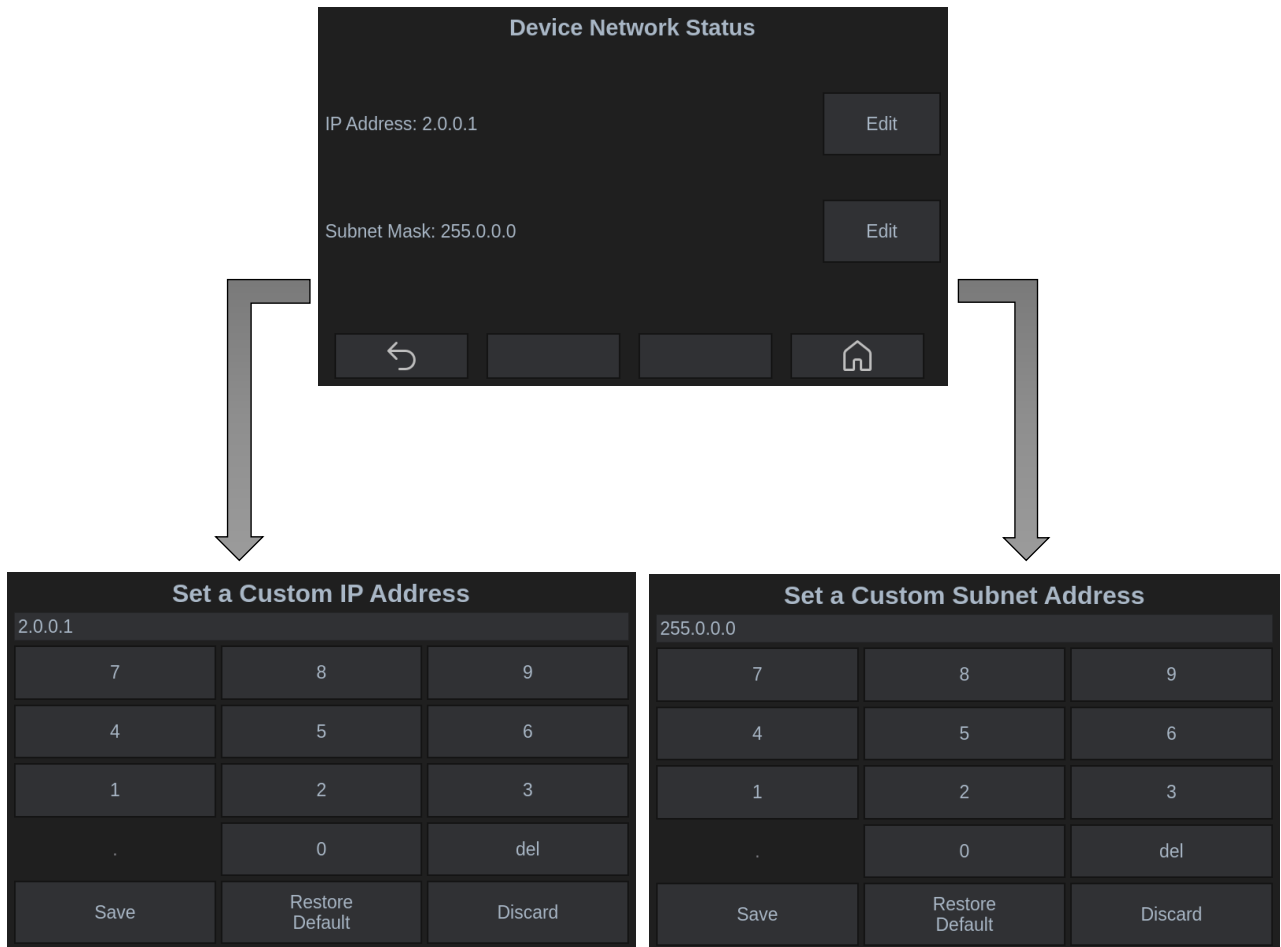 Device Network Status
IP Address: 2.0.0.1
Edit
Subnet Mask: 255.0.0.0
Edit
Set a Custom IP Address
2.0.0.1
7 8 9
4 5 6
1 2 3
. 0 del
Save Restore Default Discard
Set a Custom Subnet Address
255.0.0.0
7 8 9
4 5 6
1 2 3
. 0 del
Save Restore Default Discard